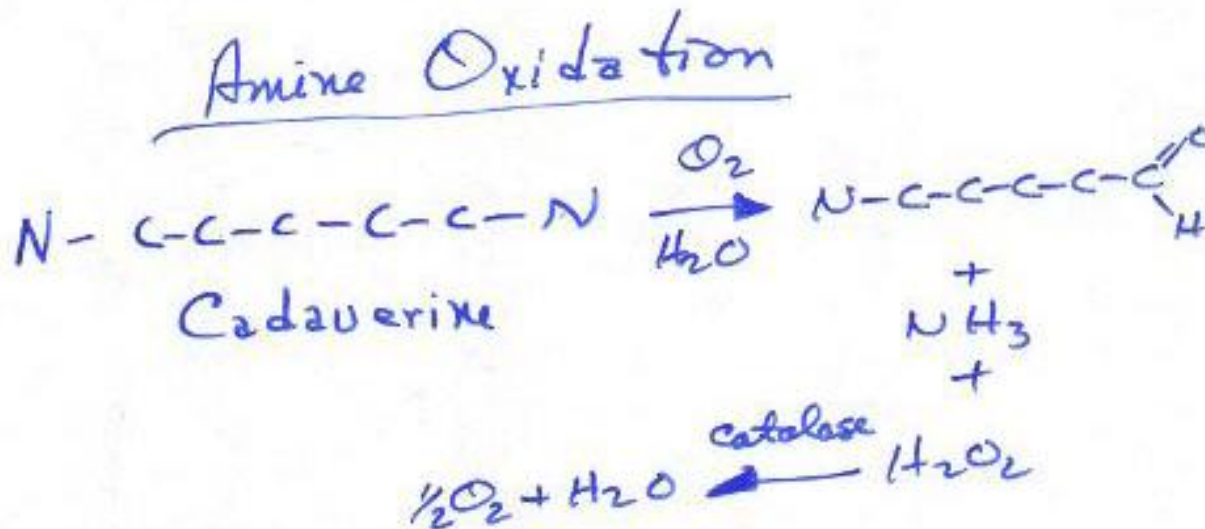 Amine Oxidation
N- C-C-C-C-C-N O2 H2O N-C-C-C-C-C O H
Cadaverine
+
NH3
+
½O2 + H2O catalase H2O2